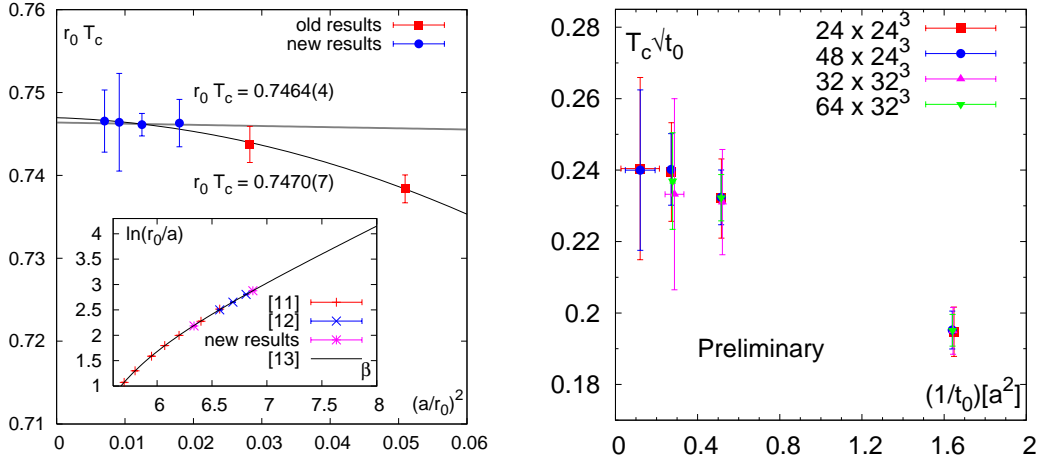 0.76
0.75
0.74
0.73
0.72
0.71
r₀ T_c
old results
new results
r₀ T_c = 0.7464(4)
r₀ T_c = 0.7470(7)
ln(r₀/a)
4
3.5
3
2.5
2
1.5
1
[11]
[12]
new results
[13]
β
6 6.5 7 7.5 8
(a/r₀)²
0 0.01 0.02 0.03 0.04 0.05 0.06
0.28
0.26
0.24
0.22
0.2
0.18
T_c√t₀
24 x 24³
48 x 24³
32 x 32³
64 x 32³
Preliminary
(1/t₀)[a²]
0 0.4 0.8 1.2 1.6 2